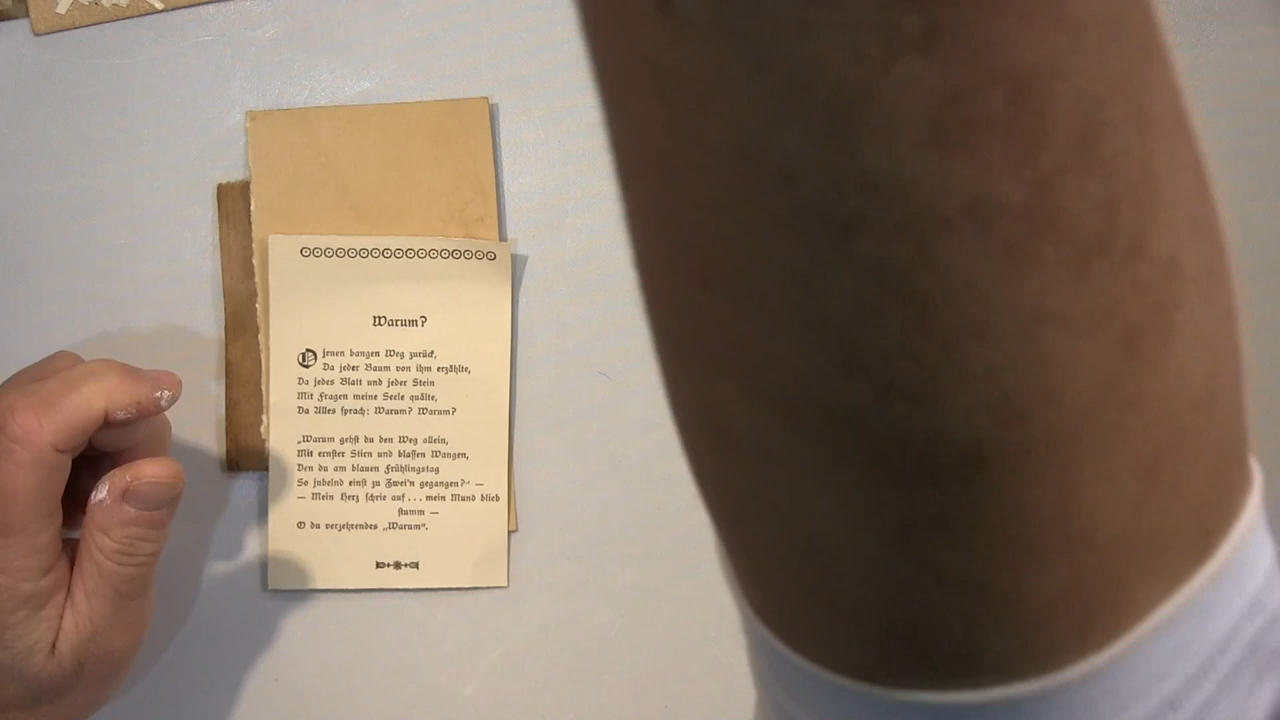 Warum?
O jenen bangen Weg zurück,
Da jeder Baum von ihm erzählte,
Da jedes Blatt und jeder Stein
Mit Fragen meine Seele quälte,
Da Alles sprach: Warum? Warum?
„Warum gehst du den Weg allein,
Mit ernster Stirn und blassen Wangen,
Den du am blauen Frühlingstag
So jubelnd einst zu Zwei'n gegangen?“ —
— Mein Herz schrie auf... mein Mund blieb
stumm —
O du verzehrendes „Warum“.